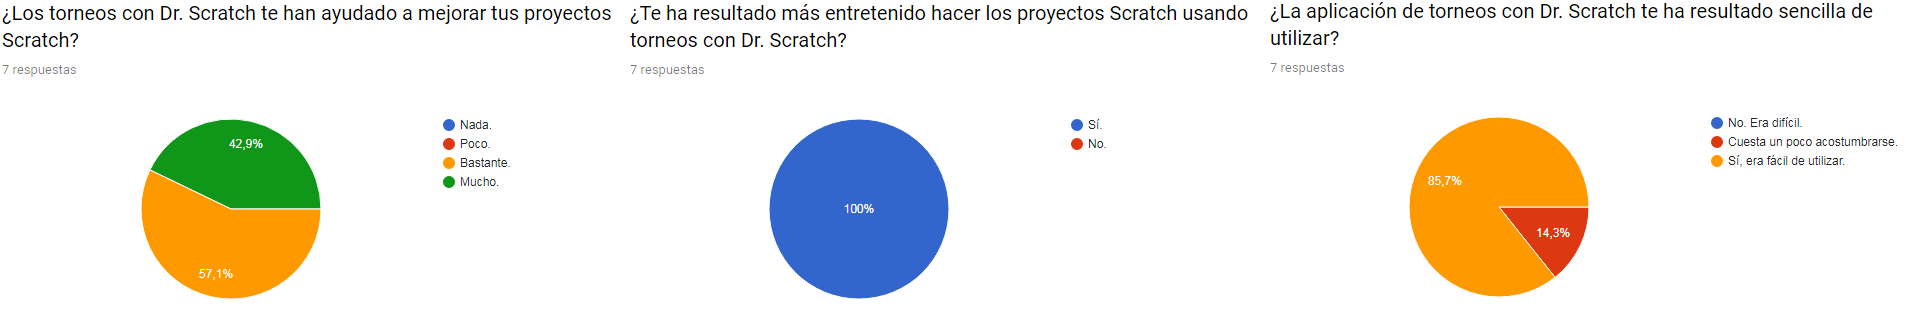 ¿Los torneos con Dr. Scratch te han ayudado a mejorar tus proyectos
Scratch?
7 respuestas
42,9%
57,1%
Nada.
Poco.
Bastante.
Mucho.
¿Te ha resultado más entretenido hacer los proyectos Scratch usando
torneos con Dr. Scratch?
7 respuestas
100%
Sí.
No.
¿La aplicación de torneos con Dr. Scratch te ha resultado sencilla de
utilizar?
7 respuestas
85,7%
14,3%
No. Era difícil.
Cuesta un poco acostumbrarse.
Sí, era fácil de utilizar.